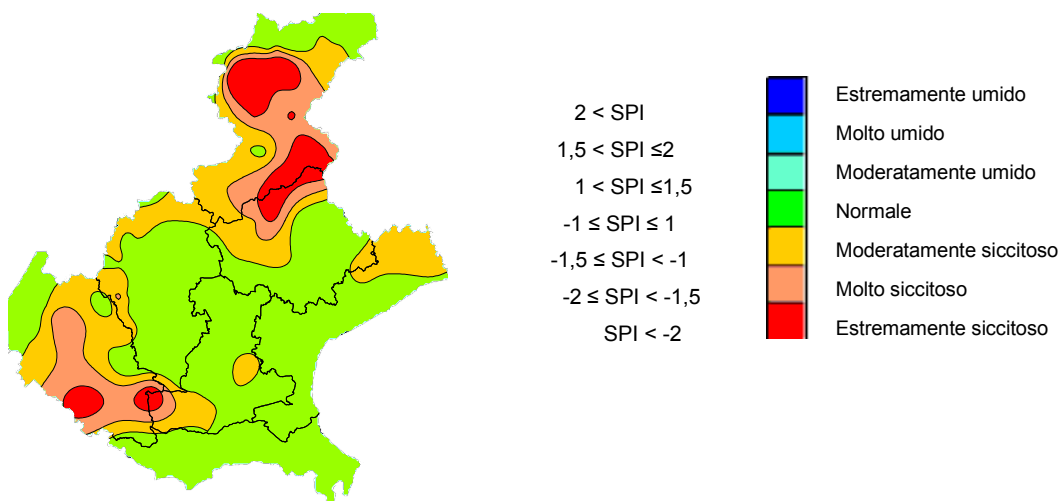 2 < SPI
Estremamente umido
1,5 < SPI ≤2
Molto umido
1 < SPI ≤1,5
Moderatamente umido
-1 ≤ SPI ≤ 1
Normale
-1,5 ≤ SPI < -1
Moderatamente siccitoso
-2 ≤ SPI < -1,5
Molto siccitoso
SPI < -2
Estremamente siccitoso